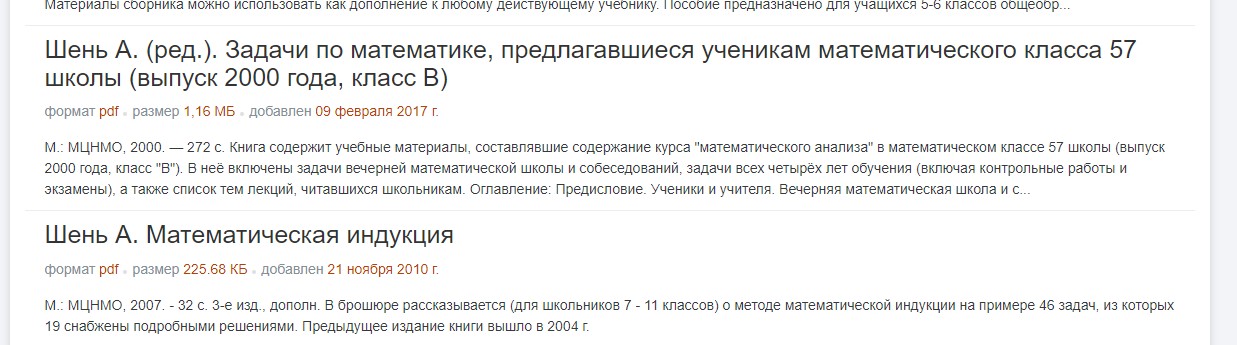 Материалы сборника можно использовать как дополнение к любому действующему учебнику. Пособие предназначено для учащихся 5-6 классов общеобр...
Шень А. (ред.). Задачи по математике, предлагавшиеся ученикам математического класса 57
школы (выпуск 2000 года, класс В)
формат pdf размер 1,16 МБ добавлен 09 февраля 2017 г.
М.: МЦНМО, 2000. — 272 с. Книга содержит учебные материалы, составлявшие содержание курса "математического анализа" в математическом классе 57 школы (выпуск
2000 года, класс "В"). В неё включены задачи вечерней математической школы и собеседований, задачи всех четырёх лет обучения (включая контрольные работы и
экзамены), а также список тем лекций, читавшихся школьникам. Оглавление: Предисловие. Ученики и учителя. Вечерняя математическая школа и с...
Шень А. Математическая индукция
формат pdf размер 225.68 КБ добавлен 21 ноября 2010 г.
М.: МЦНМО, 2007. - 32 с. 3-е изд., дополн. В брошюре рассказывается (для школьников 7 - 11 классов) о методе математической индукции на примере 46 задач, из которых
19 снабжены подробными решениями. Предыдущее издание книги вышло в 2004 г.